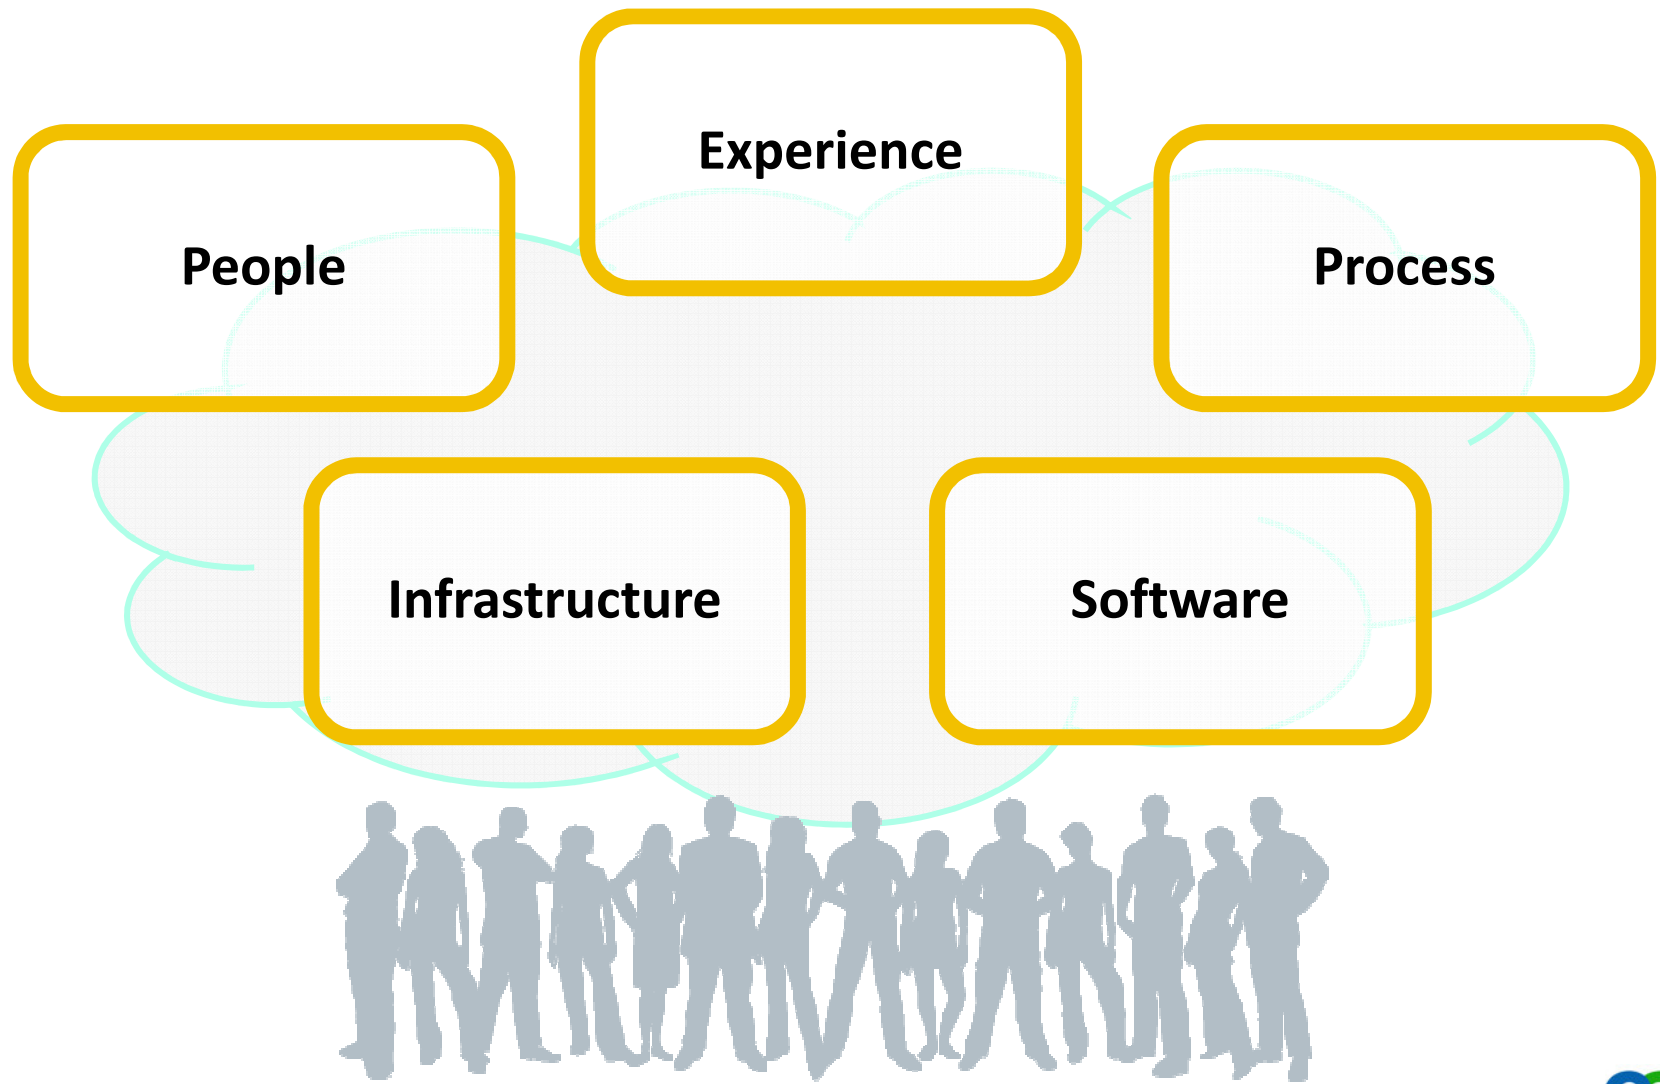 Experience
People
Process
Infrastructure
Software